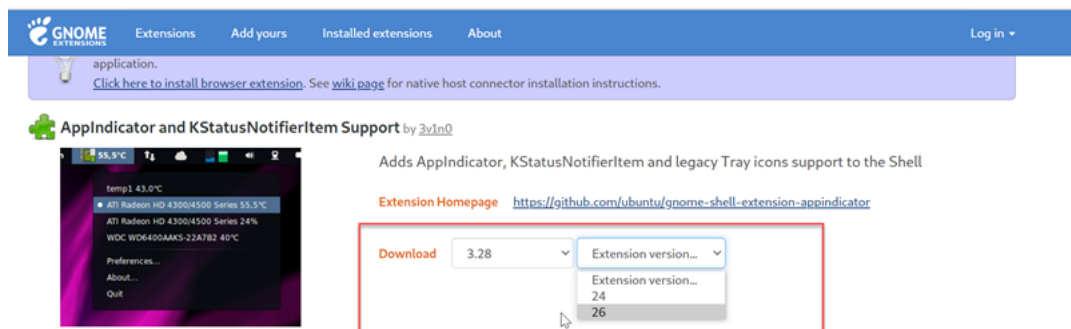 GNOME
EXTENSIONS
Extensions
Add yours
Installed extensions
About
Log in
application.
Click here to install browser extension. See wiki page for native host connector installation instructions.
AppIndicator and KStatusNotifierItem Support by 3v1n0
55,5°C
temp1 43,0°C
ATI Radeon HD 4300/4500 Series 55,5°C
ATI Radeon HD 4300/4500 Series 24%
WDC WD6400AAKS-22A7B2 40°C
Preferences...
About...
Quit
Adds AppIndicator, KStatusNotifierItem and legacy Tray icons support to the Shell
Extension Homepage https://github.com/ubuntu/gnome-shell-extension-appindicator
Download 3.28 Extension version...
Extension version...
24
26